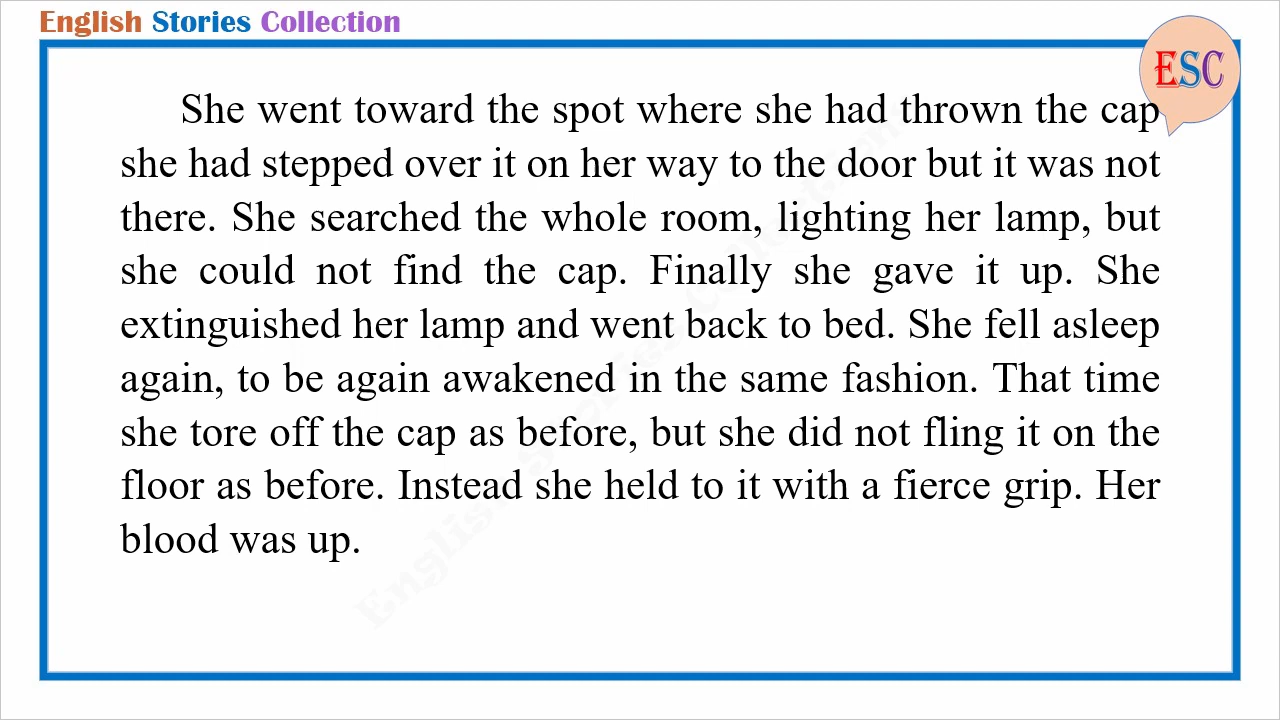 English Stories Collection
ESC
She went toward the spot where she had thrown the cap
she had stepped over it on her way to the door but it was not
there. She searched the whole room, lighting her lamp, but
she could not find the cap. Finally she gave it up. She
extinguished her lamp and went back to bed. She fell asleep
again, to be again awakened in the same fashion. That time
she tore off the cap as before, but she did not fling it on the
floor as before. Instead she held to it with a fierce grip. Her
blood was up.
English Stories Collection